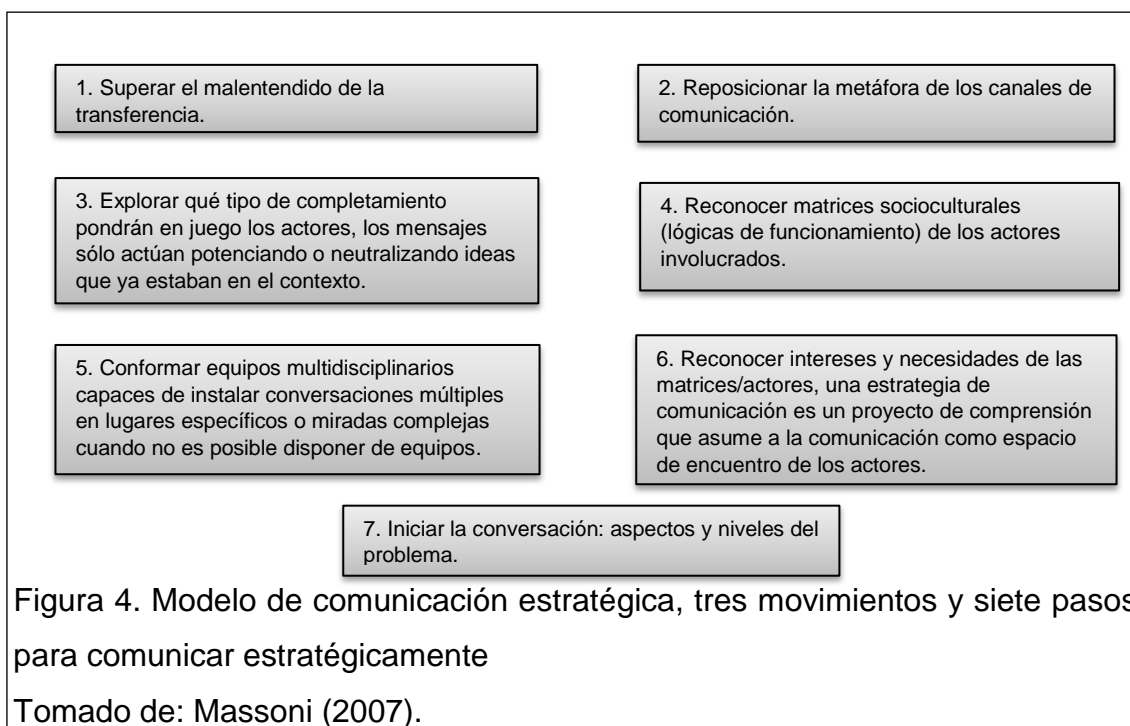 1. Superar el malentendido de la
transferencia.
2. Reposicionar la metáfora de los canales de
comunicación.
3. Explorar qué tipo de completamiento
pondrán en juego los actores, los mensajes
sólo actúan potenciando o neutralizando ideas
que ya estaban en el contexto.
4. Reconocer matrices socioculturales
(lógicas de funcionamiento) de los actores
involucrados.
5. Conformar equipos multidisciplinarios
capaces de instalar conversaciones múltiples
en lugares específicos o miradas complejas
cuando no es posible disponer de equipos.
6. Reconocer intereses y necesidades de las
matrices/actores, una estrategia de
comunicación es un proyecto de comprensión
que asume a la comunicación como espacio
de encuentro de los actores.
7. Iniciar la conversación: aspectos y niveles del
problema.
Figura 4. Modelo de comunicación estratégica, tres movimientos y siete pasos
para comunicar estratégicamente
Tomado de: Massoni (2007).